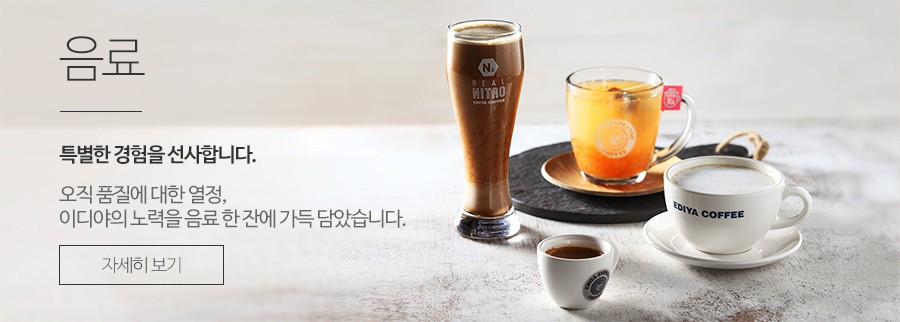 음료
특별한 경험을 선사합니다.
오직 품질에 대한 열정,
이디야의 노력을 음료 한 잔에 가득 담았습니다.
자세히 보기
N₂
REAL
NITRO
EDIYA COFFEE
COFFEE
EDIYA COFFEE